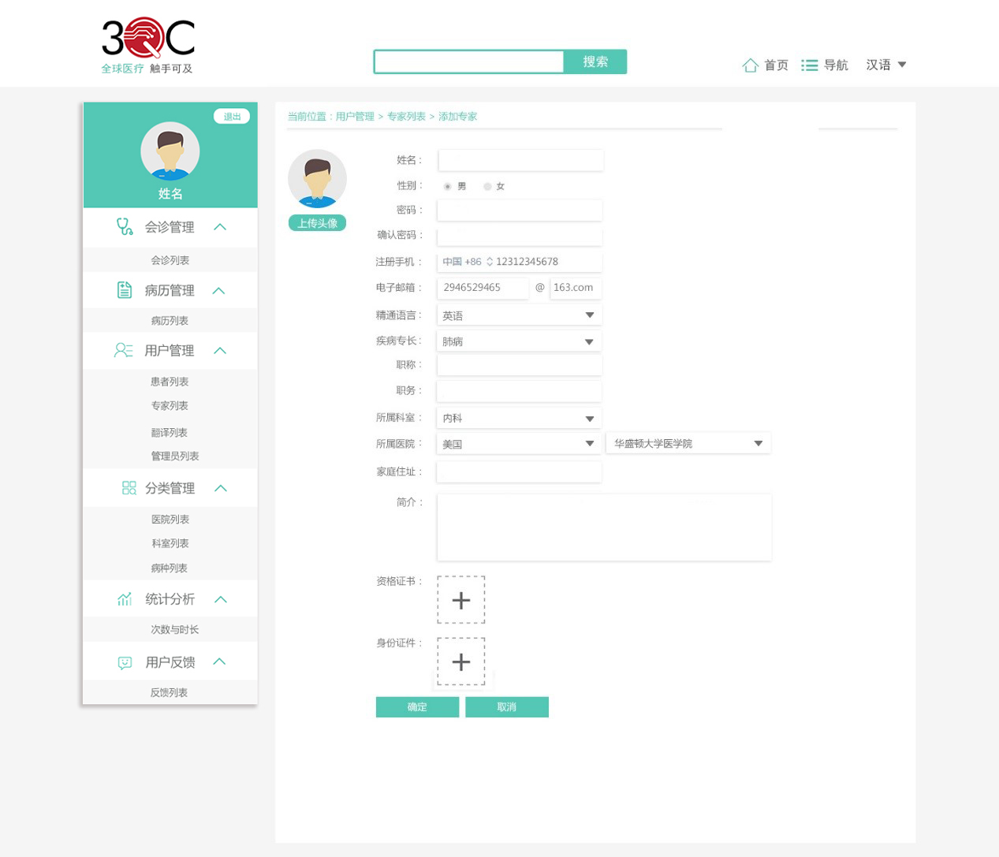 3QC
全球医疗 触手可及
搜索
首页
导航
汉语
退出
姓名
会诊管理
会诊列表
病历管理
病历列表
用户管理
患者列表
专家列表
翻译列表
管理员列表
分类管理
医院列表
科室列表
病种列表
统计分析
次数与时长
用户反馈
反馈列表
当前位置：用户管理 > 专家列表 > 添加专家
上传头像
姓名：
性别： 男 女
密码：
确认密码：
注册手机： 中国 +86 12312345678
电子邮箱： 2946529465 @ 163.com
精通语言： 英语
疾病专长： 肺病
职称：
职务：
所属科室： 内科
所属医院： 美国 华盛顿大学医学院
家庭住址：
简介：
资格证书：
身份证件：
确定 取消